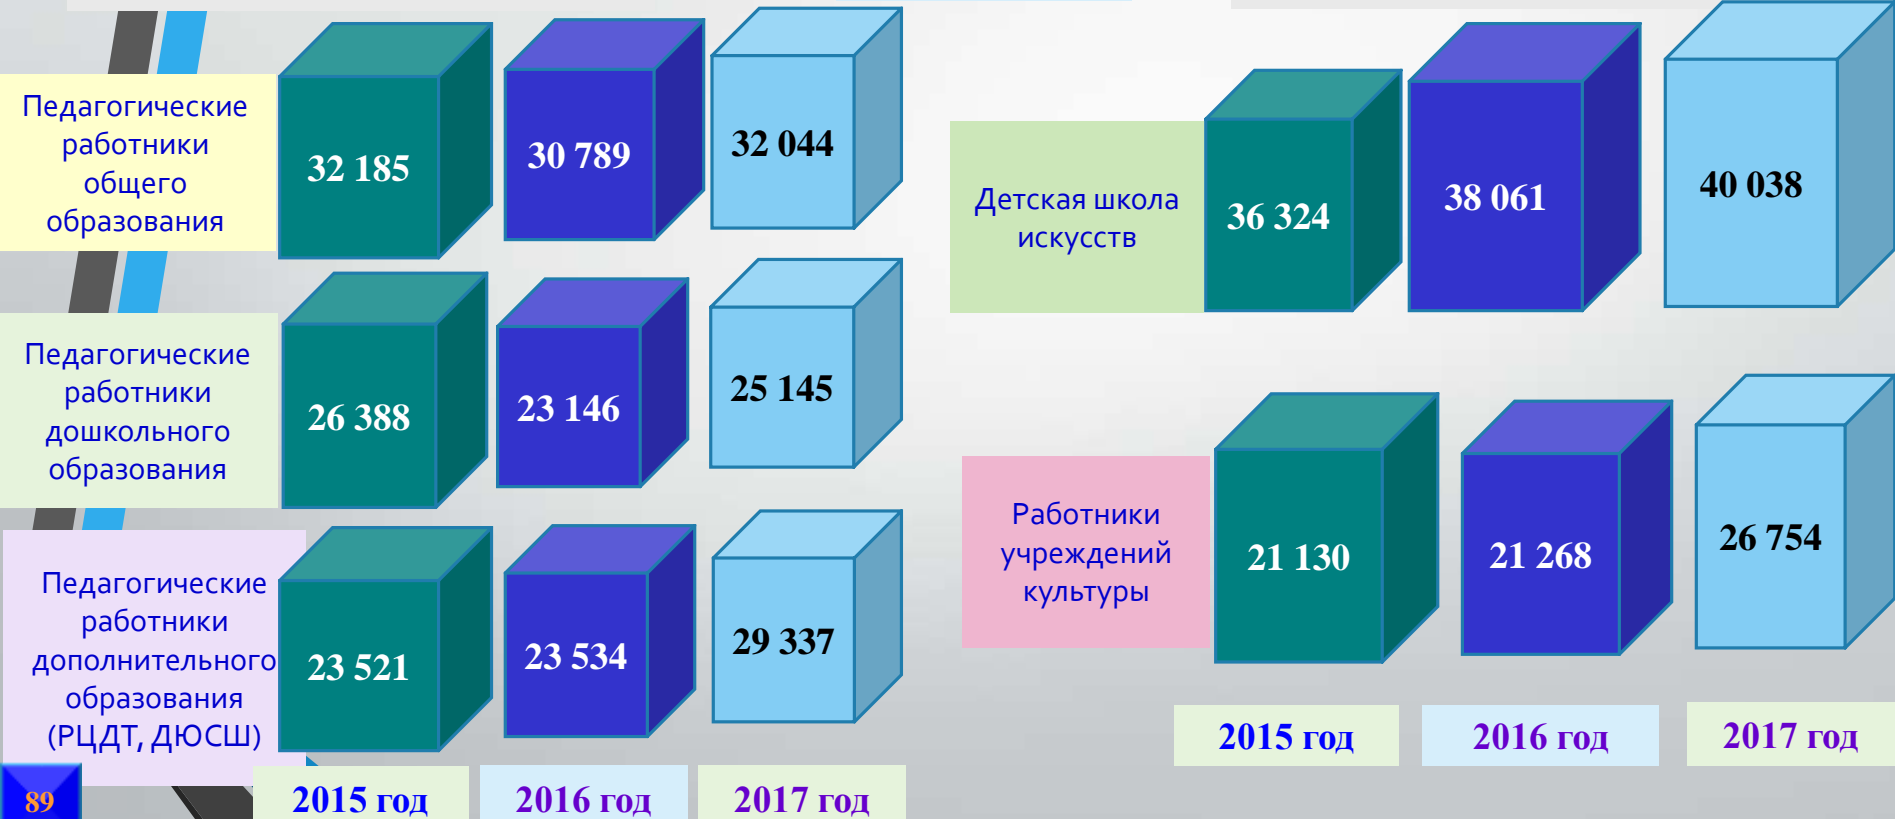 Педагогические
работники
общего
образования
32 185
30 789
32 044
Педагогические
работники
дошкольного
образования
26 388
23 146
25 145
Педагогические
работники
дополнительного
образования
(РЦДТ, ДЮСШ)
23 521
23 534
29 337
2015 год
2016 год
2017 год
Детская школа
искусств
36 324
38 061
40 038
Работники
учреждений
культуры
21 130
21 268
26 754
2015 год
2016 год
2017 год
89